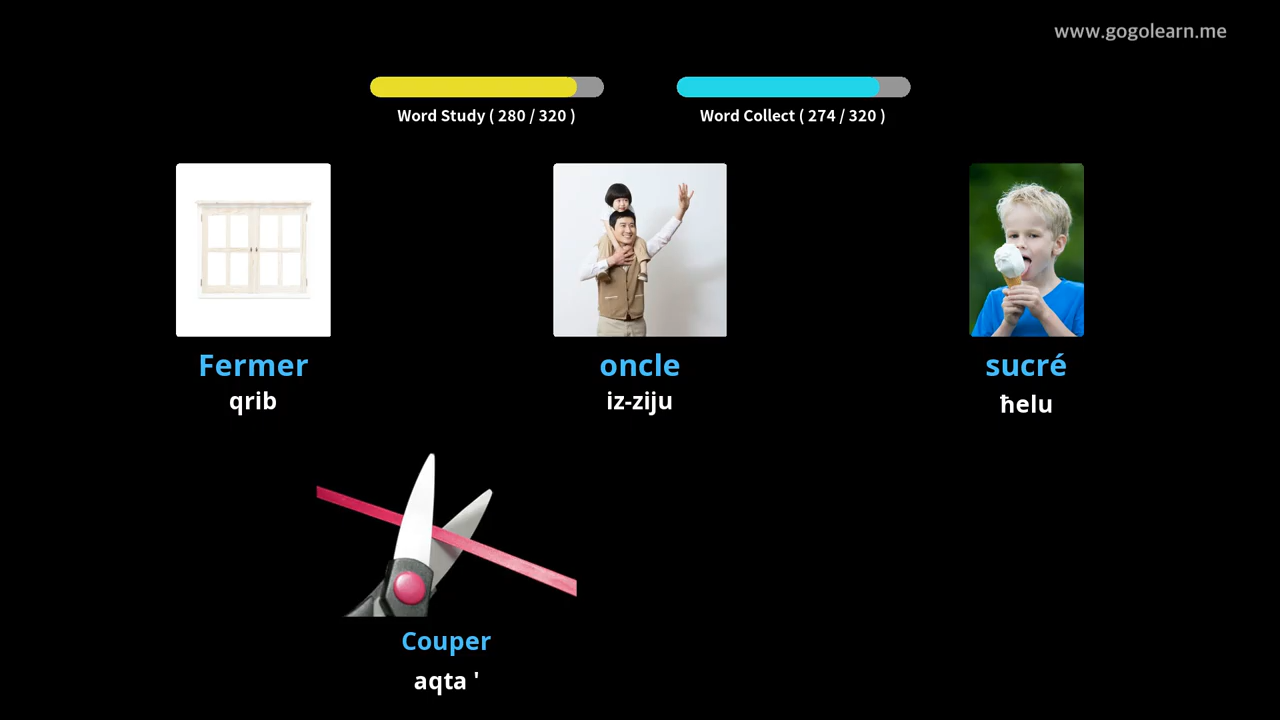 www.gogolearn.me
Word Study ( 280 / 320 )
Word Collect ( 274 / 320 )
Fermer
qrib
oncle
iz-ziju
sucré
ħelu
Couper
aqta '